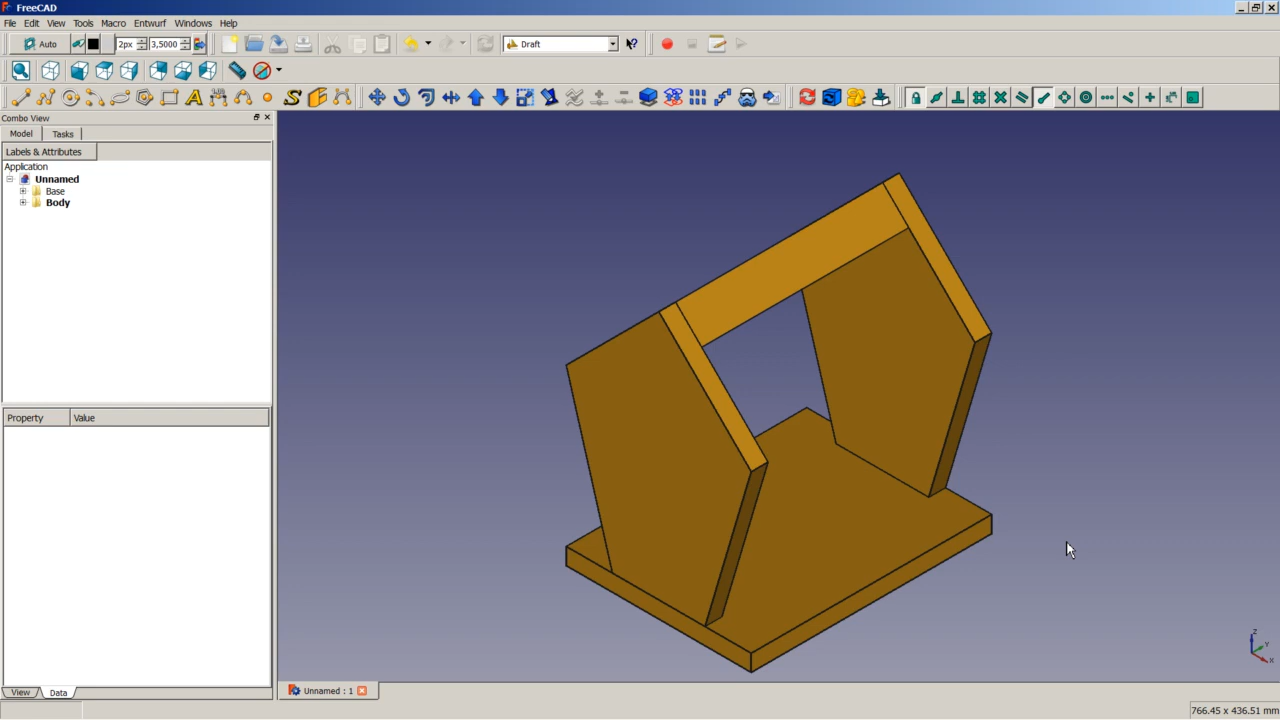 FreeCAD
File Edit View Tools Macro Entwurf Windows Help
Auto 2px 3,5000 Draft
Combo View
Model Tasks
Labels & Attributes
Application
Unnamed
Base
Body
Property Value
View Data
Unnamed : 1
Z
Y
X
766.45 x 436.51 mm